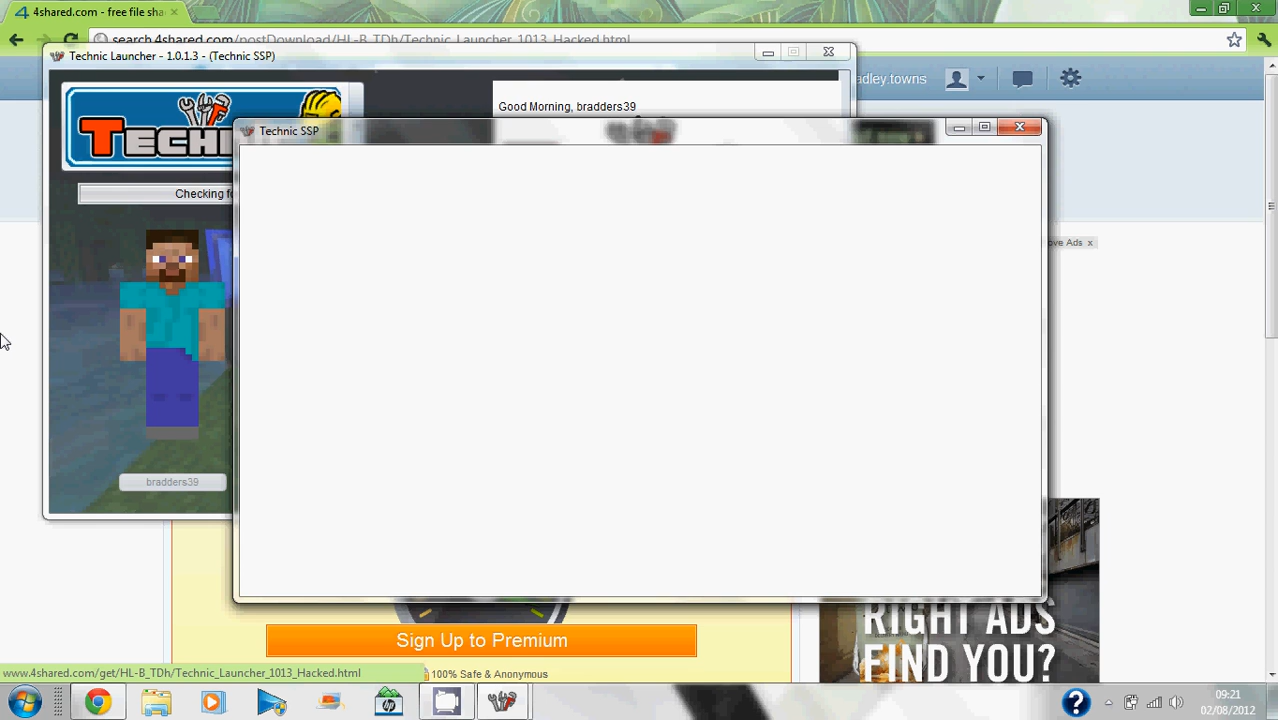 4shared.com - free file sha
search.4shared.com/postDownload/HL-B_TDh/Technic_Launcher_1013_Hacked.html
Technic Launcher - 1.0.1.3 - (Technic SSP)
adley.towns
Good Morning, bradders39
Technic SSP
TECHN
Checking fo
ove Ads x
bradders39
RIGHT ADS
FIND YOU?
Sign Up to Premium
www.4shared.com/get/HL-B_TDh/Technic_Launcher_1013_Hacked.html
100% Safe & Anonymous
09:21
02/08/2012